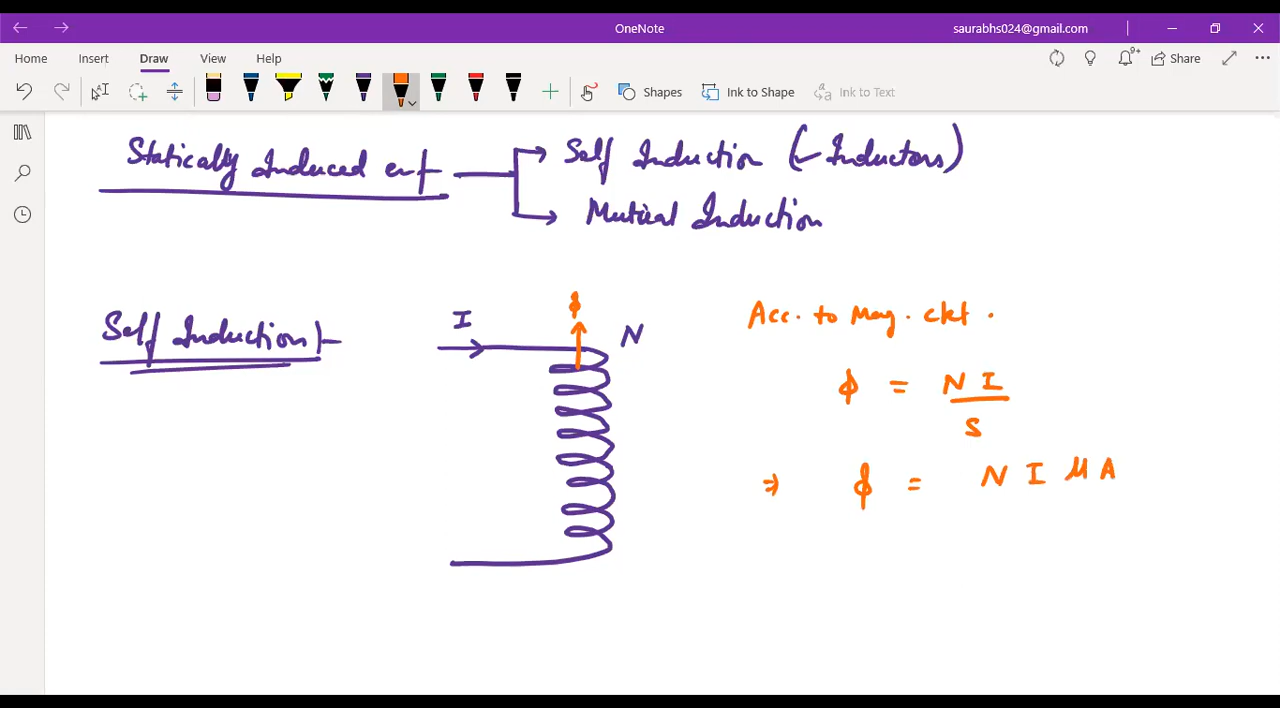 OneNote
saurabhs024@gmail.com
Home Insert Draw View Help
Share
Shapes Ink to Shape Ink to Text
Statically Induced emf → Self Induction (- Inductors)
→ Mutual Induction
Self Induction :-
I
ϕ
N
Acc. to Mag. ckt.
ϕ = N I
S
⇒ ϕ = N I μ A